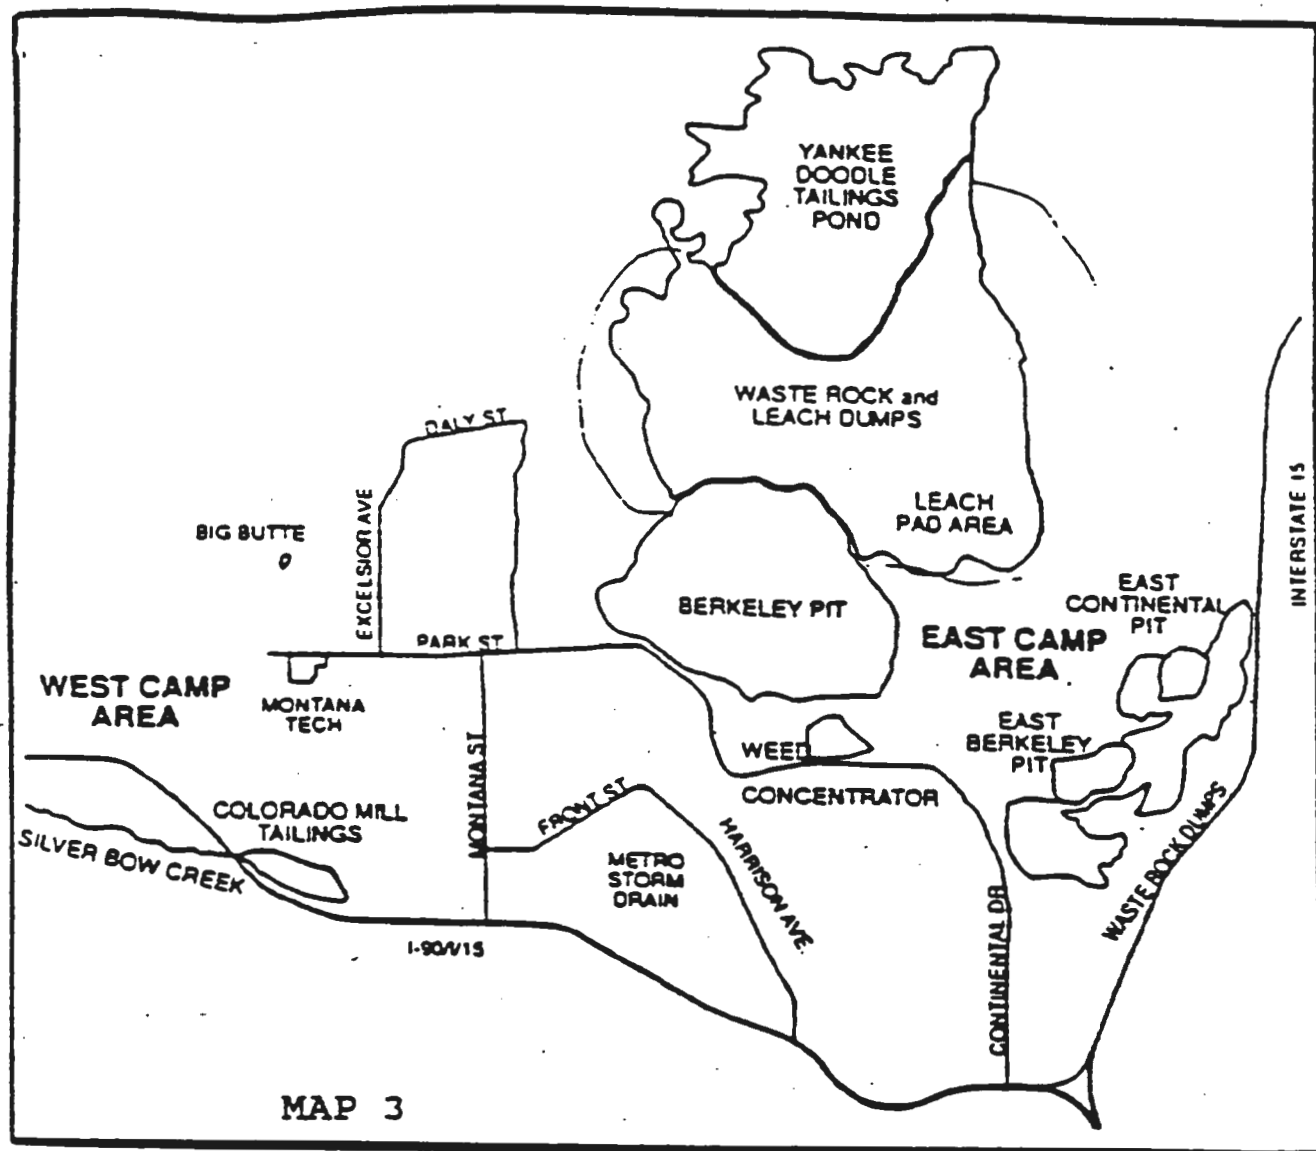 YANKEE
DOODLE
TAILINGS
POND
WASTE ROCK and
LEACH DUMPS
DALY ST
LEACH
PAD AREA
INTERSTATE 15
BIG BUTTE
EXCELSIOR AVE
EAST
CONTINENTAL
PIT
BERKELEY PIT
EAST CAMP
AREA
PARK ST
WEST CAMP
AREA
MONTANA
TECH
EAST
BERKELEY
PIT
WEED
CONCENTRATOR
MONTANA ST
FRONT ST
COLORADO MILL
TAILINGS
SILVER BOW CREEK
METRO
STORM
DRAIN
HARRISON AVE.
WASTE ROCK DUMPS
CONTINENTAL DR
MAP 3